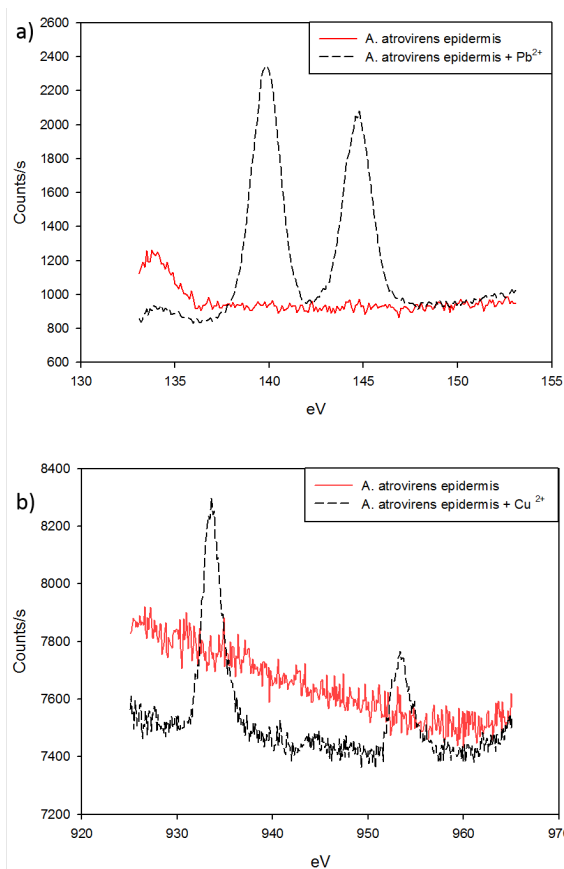 a)
2600
2400
2200
2000
1800
1600
1400
1200
1000
800
600
Counts/s
A. atrovirens epidermis
A. atrovirens epidermis + Pb²⁺
130 135 140 145 150 155
eV
b)
8400
8200
8000
7800
7600
7400
7200
Counts/s
A. atrovirens epidermis
A. atrovirens epidermis + Cu ²⁺
920 930 940 950 960 970
eV